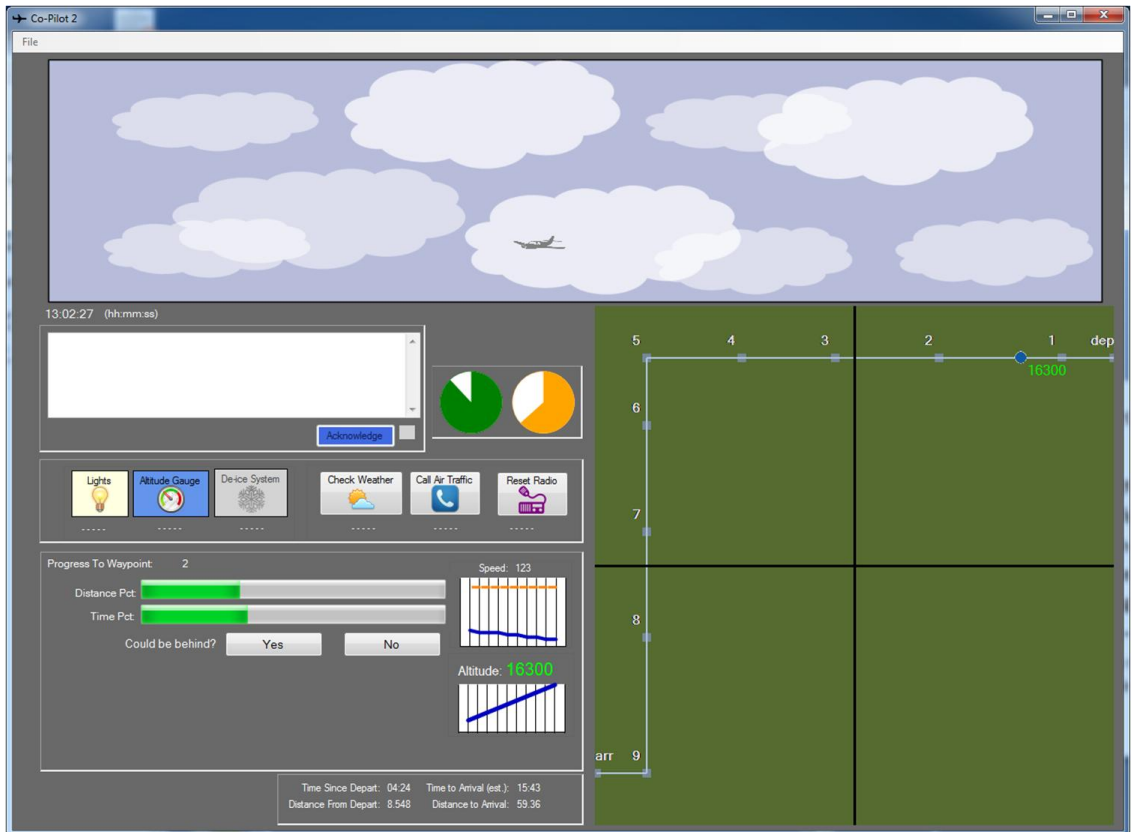 Co-Pilot 2
File
13:02:27 (hh:mm:ss)
Acknowledge
Lights
Altitude Gauge
De-ice System
Check Weather
Call Air Traffic
Reset Radio
----- ----- ----- ----- ----- -----
Progress To Waypoint: 2
Distance Pct:
Time Pct:
Could be behind? Yes No
Speed: 123
Altitude: 16300
Time Since Depart: 04:24 Time to Arrival (est.): 15:43
Distance From Depart: 8.548 Distance to Arrival: 59.36
5 4 3 2 1 dep
16300
6
7
8
arr 9